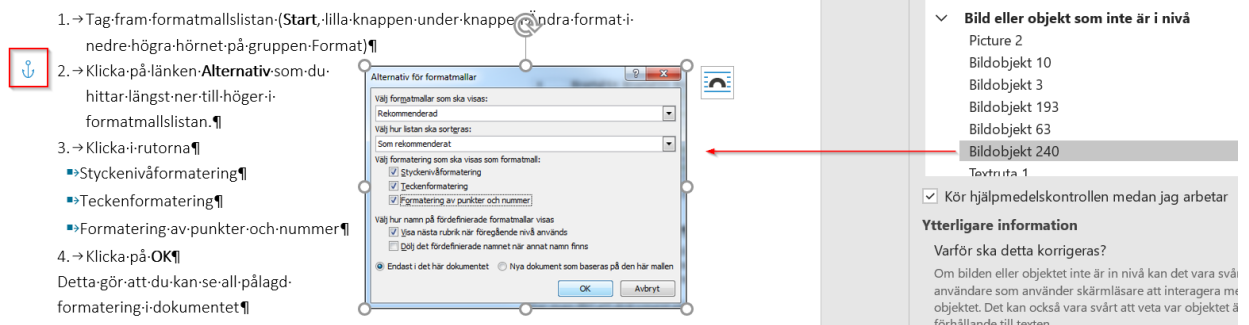 1.→Tag·fram·formatmallslistan·(Start,·lilla·knappen·under·knappen·Ändra·format·i·
nedre·högra·hörnet·på·gruppen·Format)¶
2.→Klicka·på·länken·Alternativ·som·du·
hittar·längst·ner·till·höger·i·
formatmallslistan.¶
3.→Klicka·i·rutorna¶
Styckenivåformatering¶
Teckenformatering¶
Formatering·av·punkter·och·nummer¶
4.→Klicka·på·OK¶
Detta·gör·att·du·kan·se·all·pålagd·
formatering·i·dokumentet¶
Alternativ för formatmallar
Välj formatmallar som ska visas:
Rekommenderad
Välj hur listan ska sorteras:
Som rekommenderat
Välj formatering som ska visas som formatmall:
Styckenivåformatering
Teckenformatering
Formatering av punkter och nummer
Välj hur namn på fördefinierade formatmallar visas
Visa nästa rubrik när föregående nivå används
Dölj det fördefinierade namnet när annat namn finns
Endast i det här dokumentet Nya dokument som baseras på den här mallen
OK Avbryt
Bild eller objekt som inte är i nivå
Picture 2
Bildobjekt 10
Bildobjekt 3
Bildobjekt 193
Bildobjekt 63
Bildobjekt 240
Textruta 1
Kör hjälpmedelskontrollen medan jag arbetar
Ytterligare information
Varför ska detta korrigeras?
Om bilden eller objektet inte är in nivå kan det vara
användare som använder skärmläsare att interagera
objektet. Det kan också vara svårt att veta var objektet
förhållande till texten.